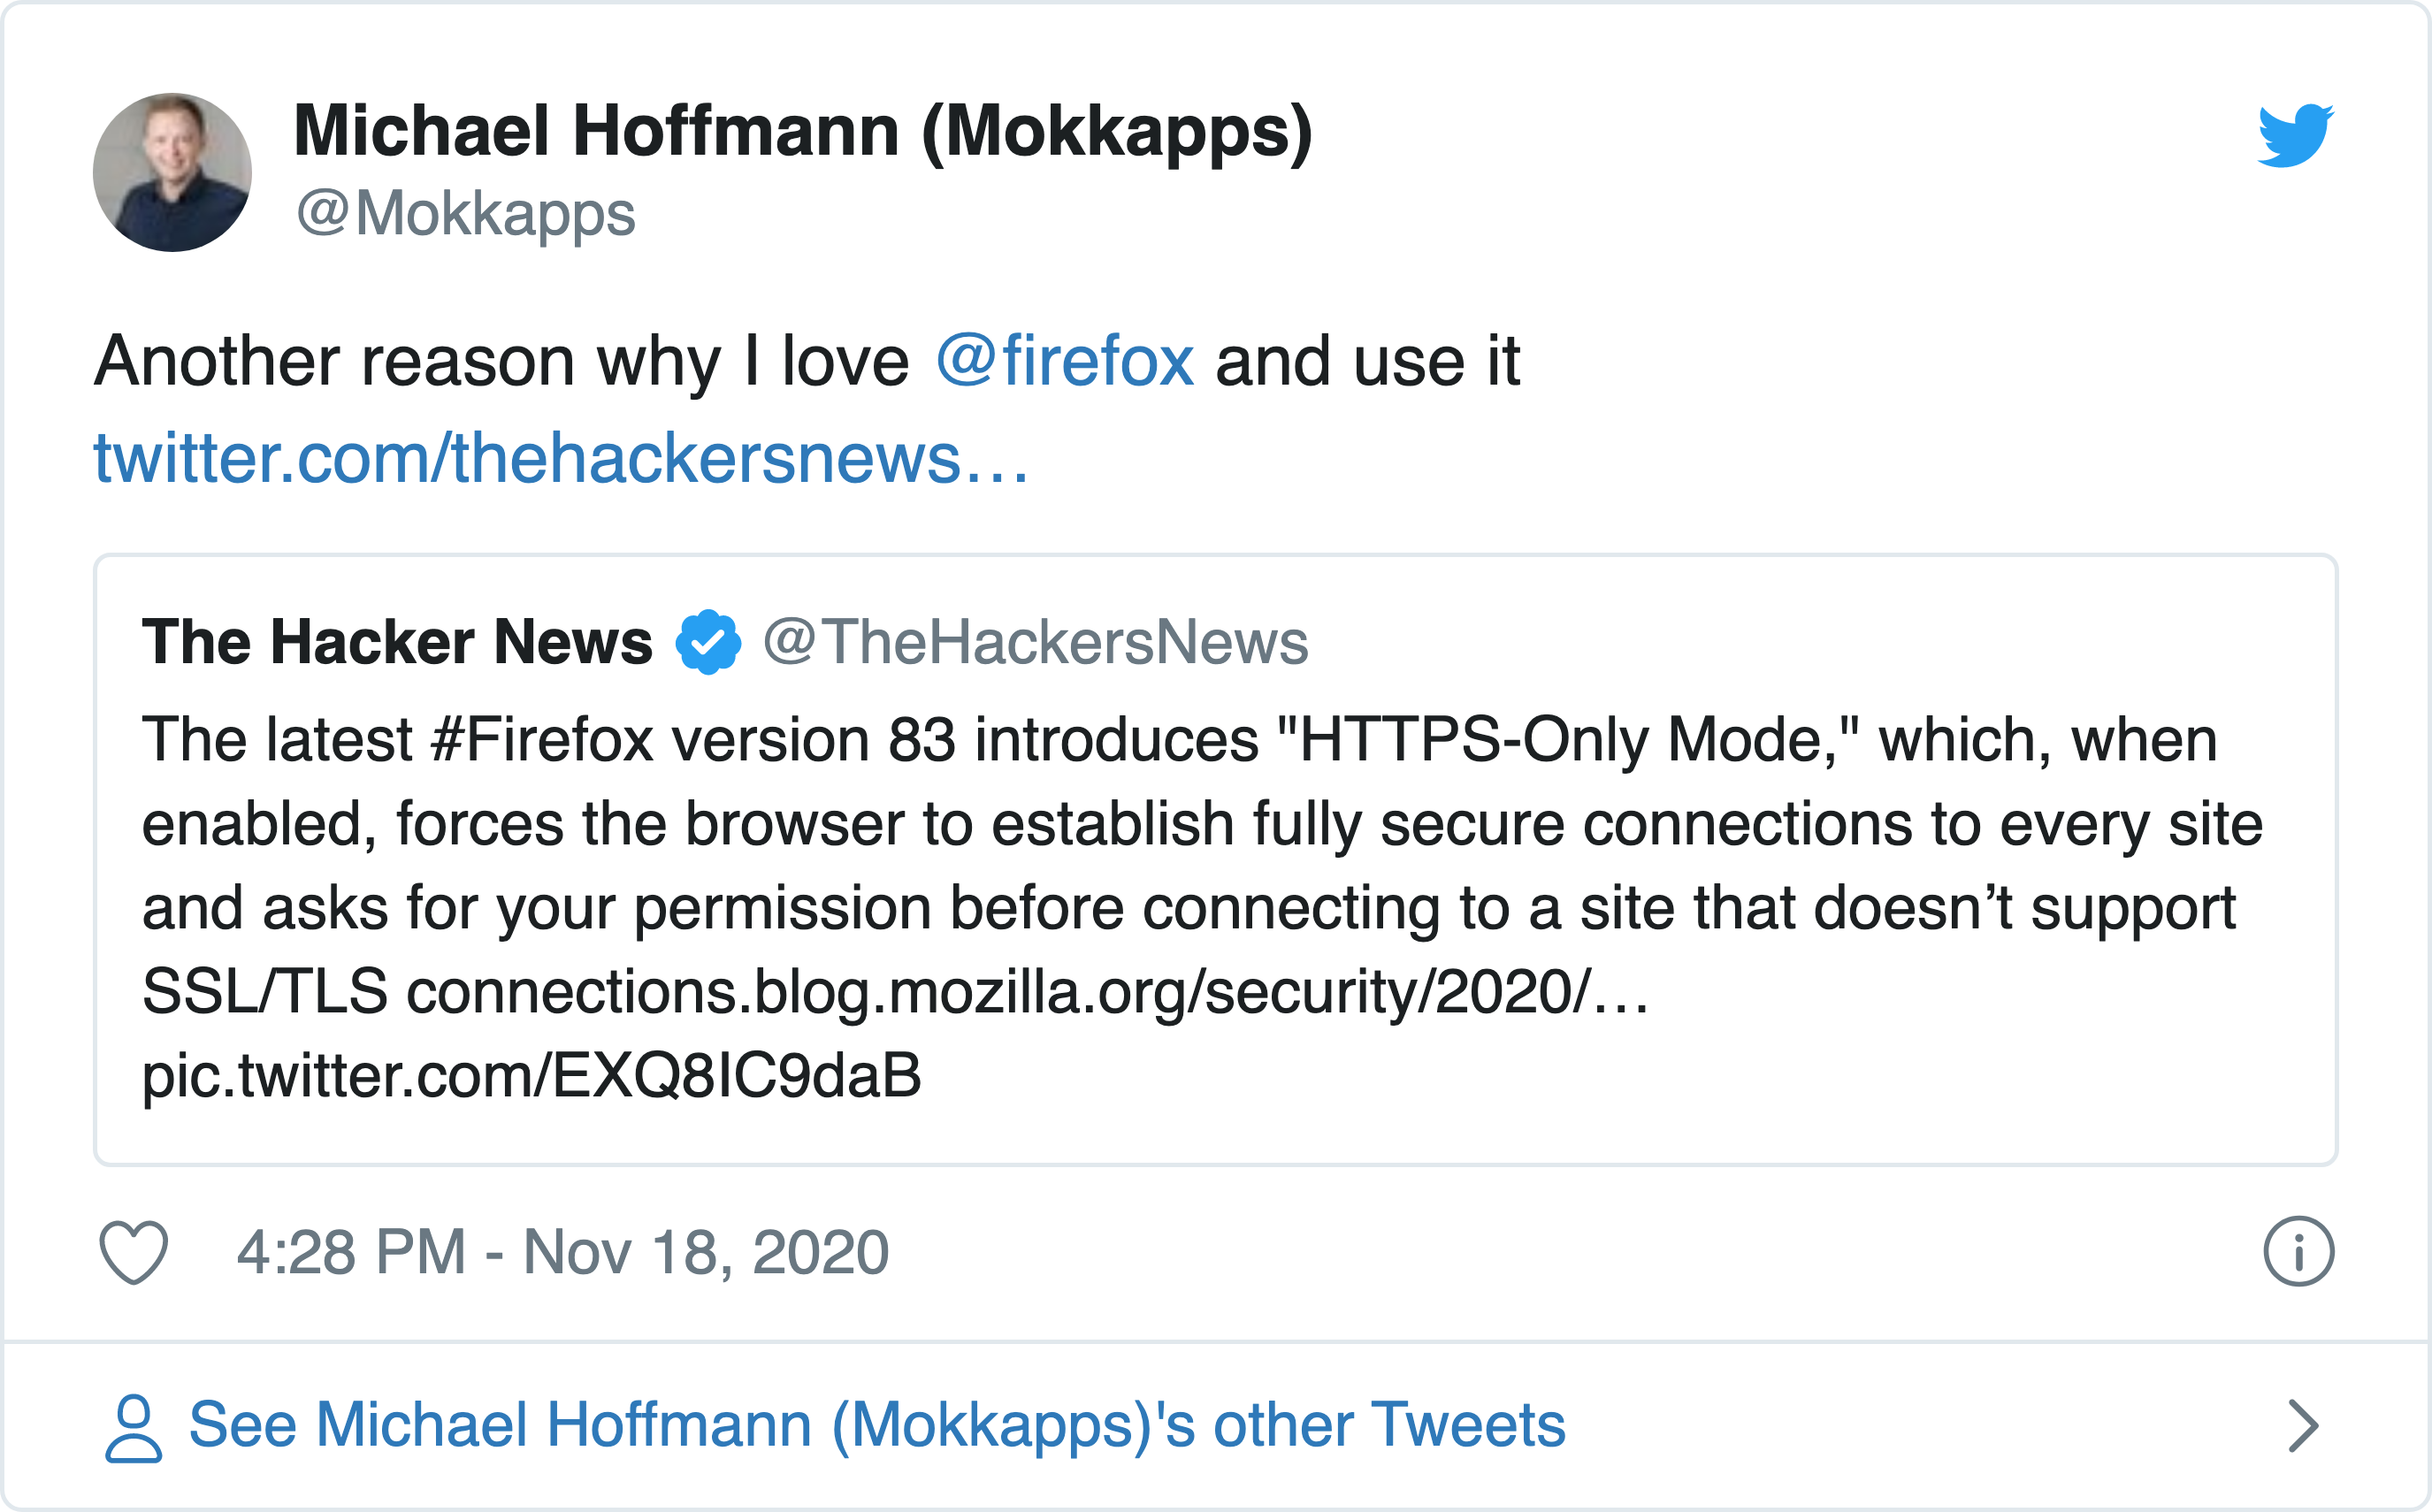 Michael Hoffmann (Mokkapps)
@Mokkapps
Another reason why I love @firefox and use it
twitter.com/thehackersnews…
The Hacker News @TheHackersNews
The latest #Firefox version 83 introduces "HTTPS-Only Mode," which, when
enabled, forces the browser to establish fully secure connections to every site
and asks for your permission before connecting to a site that doesn’t support
SSL/TLS connections.blog.mozilla.org/security/2020/…
pic.twitter.com/EXQ8IC9daB
4:28 PM - Nov 18, 2020
See Michael Hoffmann (Mokkapps)'s other Tweets